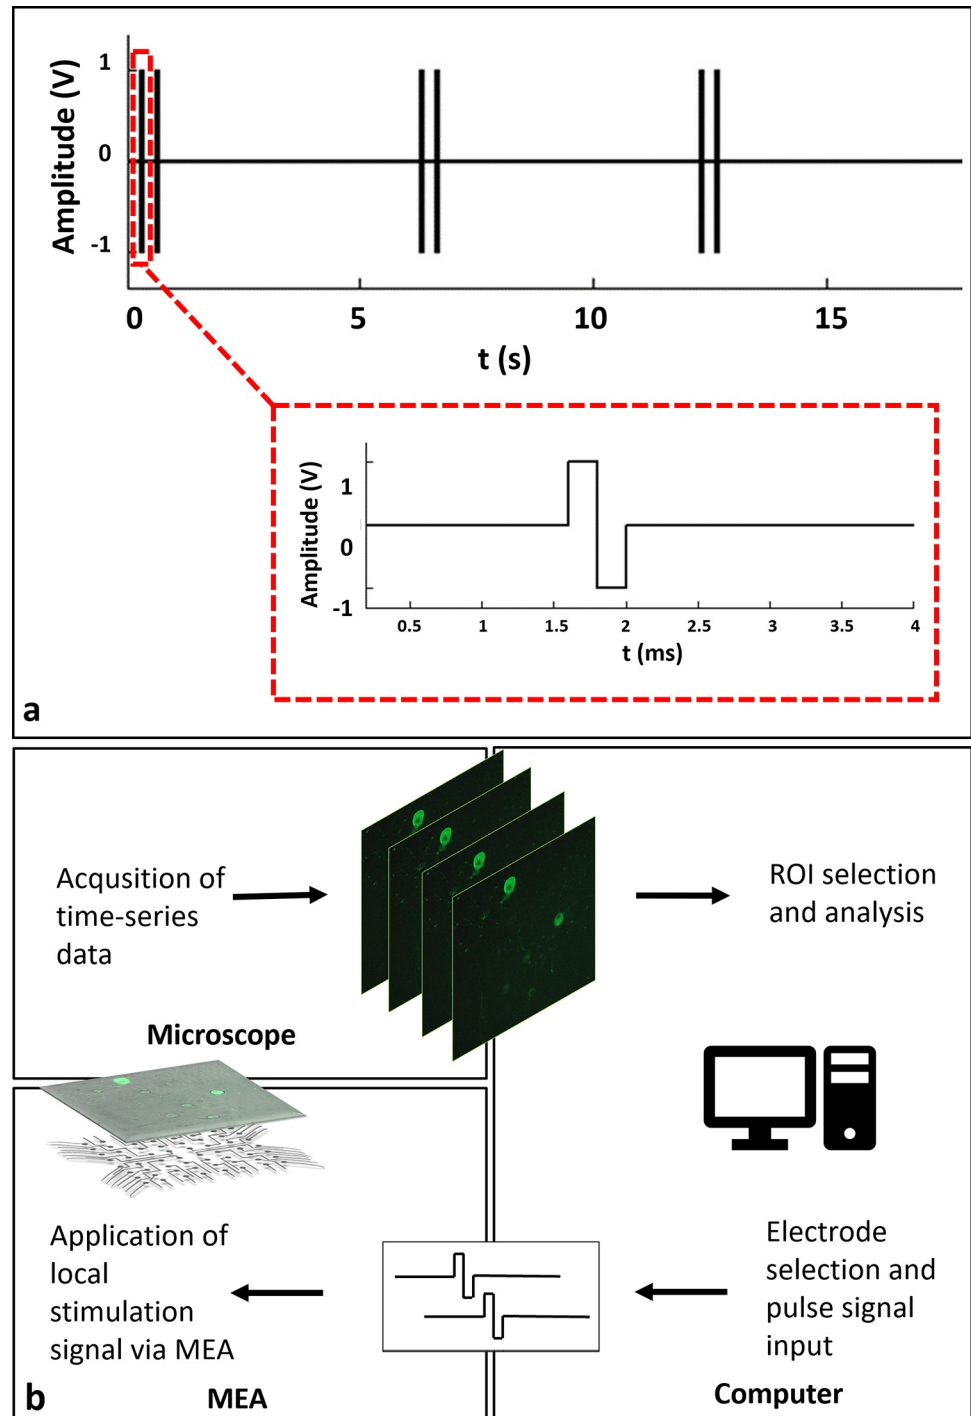 Amplitude (V)
1
0
-1
0
5
10
15
t (s)
Amplitude (V)
1
0
-1
0.5
1
1.5
2
2.5
3
3.5
4
t (ms)
a
Acqusition of
time-series
data
Microscope
ROI selection
and analysis
Application of
local
stimulation
signal via MEA
MEA
Electrode
selection and
pulse signal
input
Computer
b